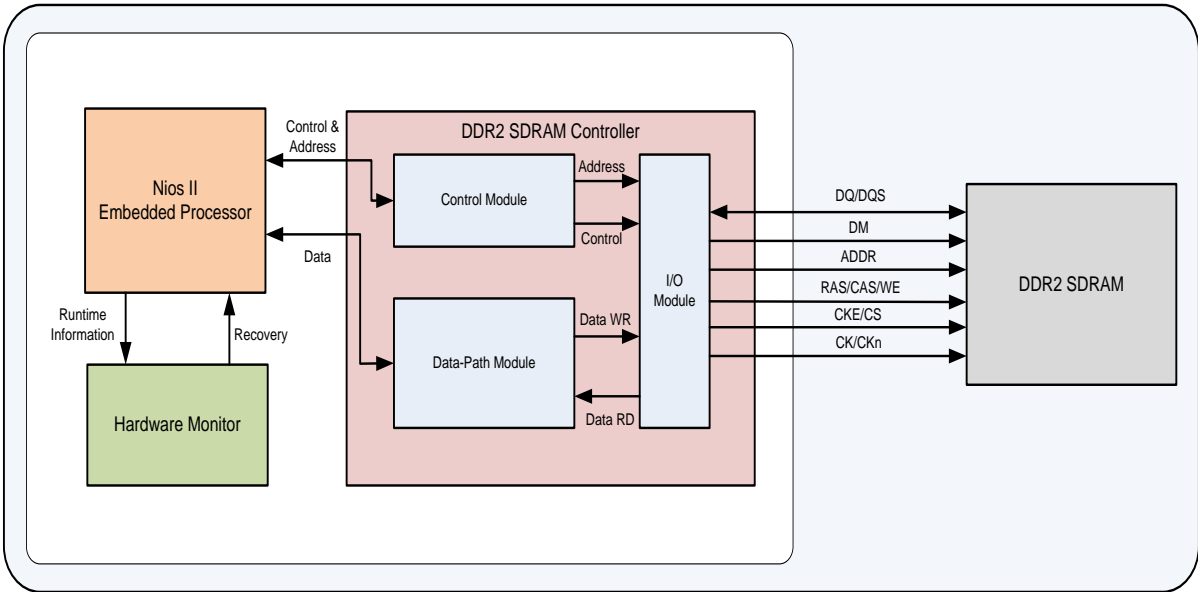 Nios II
Embedded Processor
Control &
Address
Data
Runtime
Information
Recovery
Hardware Monitor
DDR2 SDRAM Controller
Control Module
Address
Control
Data-Path Module
Data WR
Data RD
I/O
Module
DQ/DQS
DM
ADDR
RAS/CAS/WE
CKE/CS
CK/CKn
DDR2 SDRAM